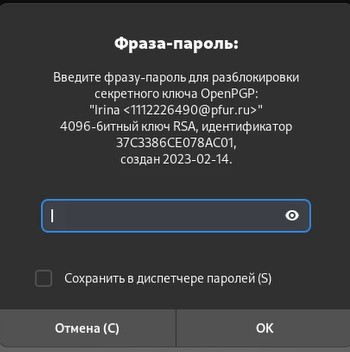 Фраза-пароль:
Введите фразу-пароль для разблокировки
секретного ключа OpenPGP:
"Irina <1112226490@pfur.ru>"
4096-битный ключ RSA, идентификатор
37C3386CE078AC01,
создан 2023-02-14.
Сохранить в диспетчере паролей (S)
Отмена (C)
ОК